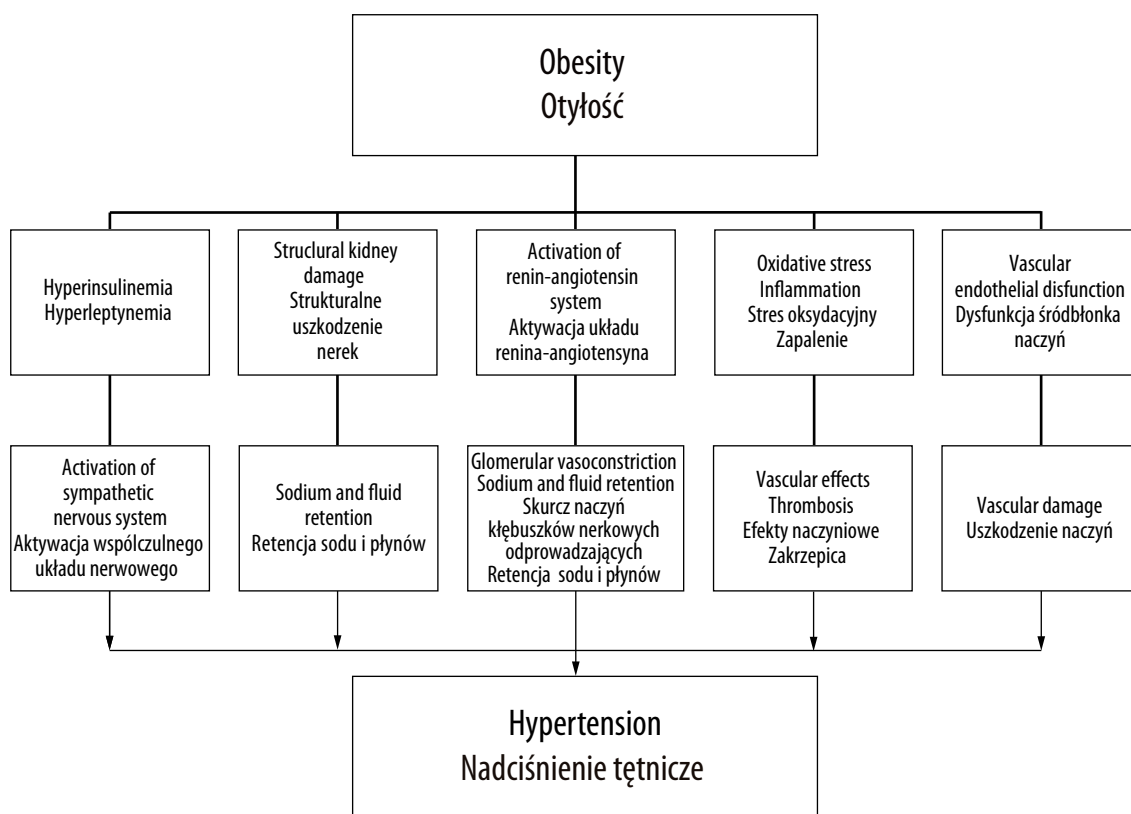 Obesity
Otyłość
Hyperinsulinemia
Hyperleptynemia
Struclural kidney
damage
Strukturalne
uszkodzenie
nerek
Activation of
renin-angiotensin
system
Aktywacja układu
renina-angiotensyna
Oxidative stress
Inflammation
Stres oksydacyjny
Zapalenie
Vascular
endothelial disfunction
Dysfunkcja śródbłonka
naczyń
Activation of
sympathetic
nervous system
Aktywacja wspólczulnego
układu nerwowego
Sodium and fluid
retention
Retencja sodu i płynów
Glomerular vasoconstriction
Sodium and fluid retention
Skurcz naczyń
kłębuszków nerkowych
odprowadzających
Retencja sodu i płynów
Vascular effects
Thrombosis
Efekty naczyniowe
Zakrzepica
Vascular damage
Uszkodzenie naczyń
Hypertension
Nadciśnienie tętnicze